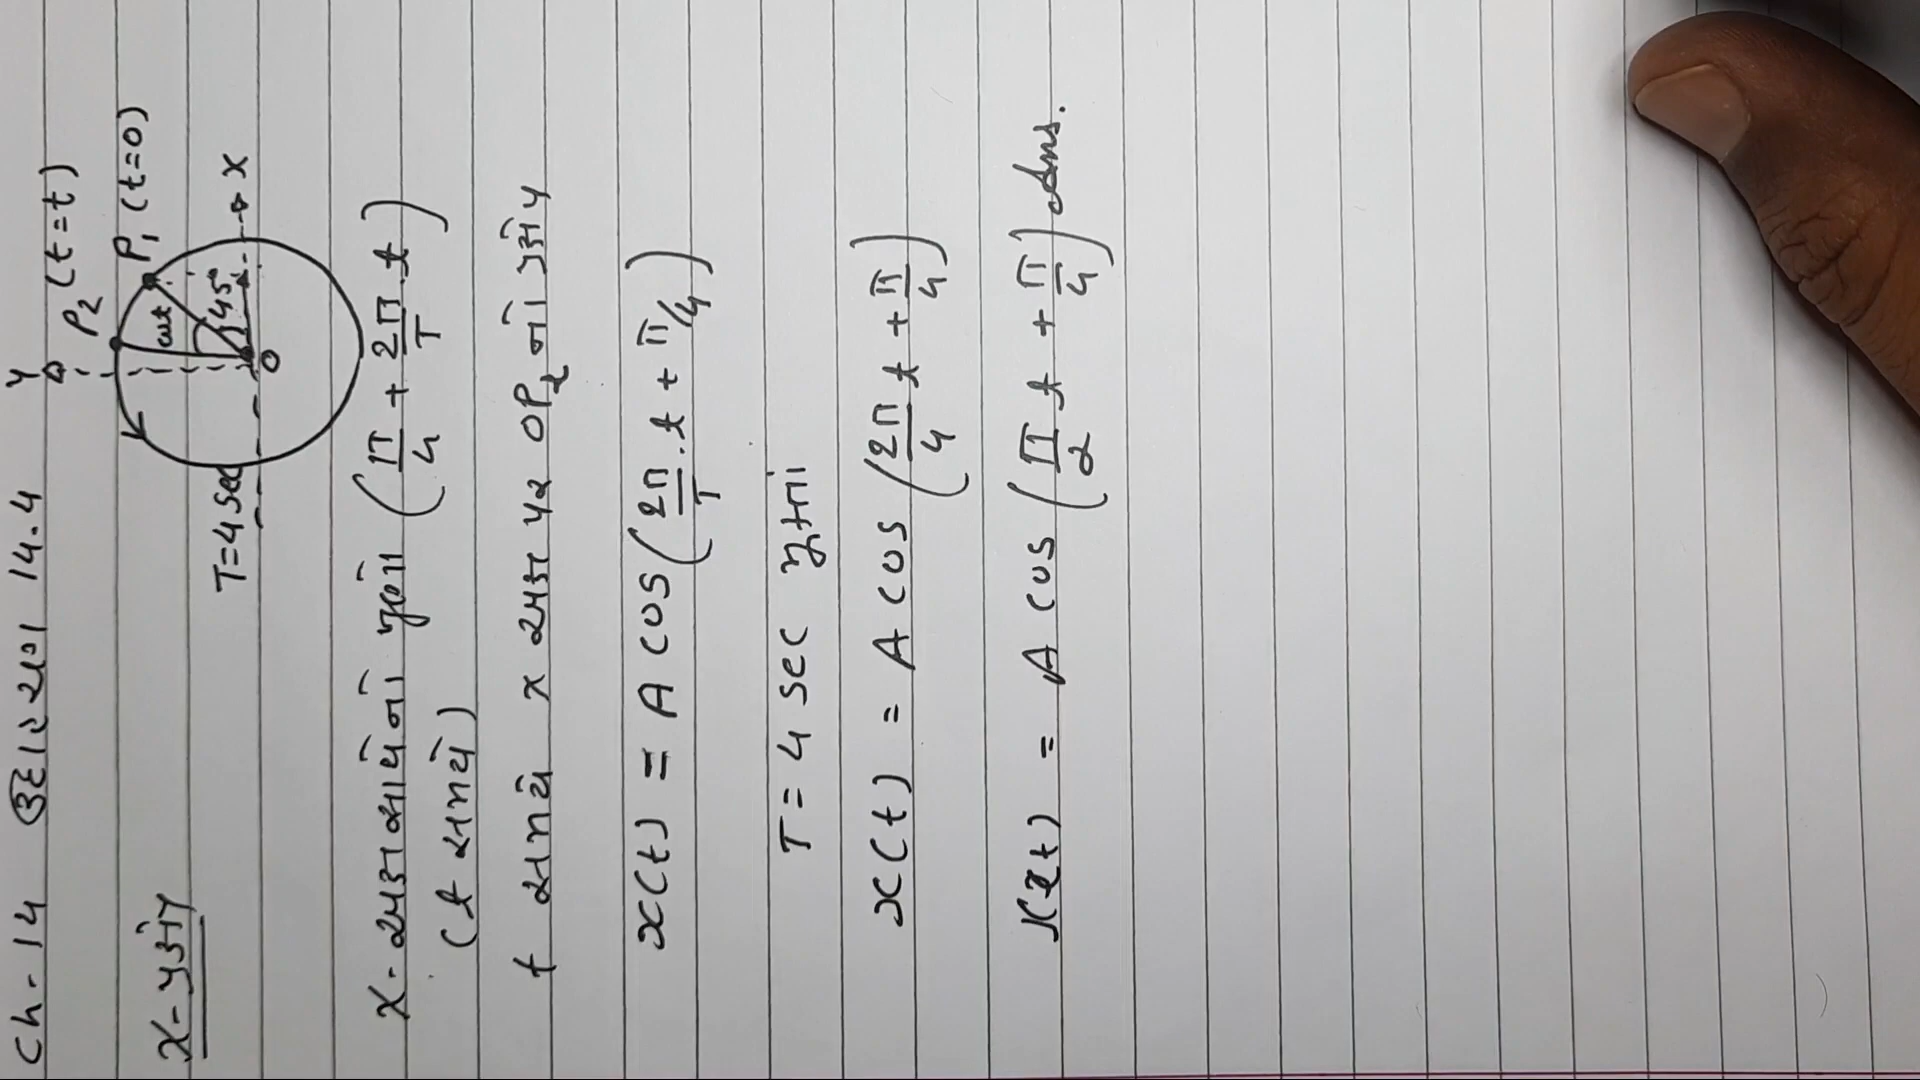 Ch-14 ઉદાહરણ 14.4
Y
P₂ (t=t)
P₁ (t=0)
ωt
45°
O
X
T=4 sec
x-પ્રક્ષેપ
x-અક્ષ સાથેનો ખૂણો (π/4 + 2π/T . t)
(t સમયે)
t સમયે x અક્ષ પર OP₂ નો પ્રક્ષેપ
x(t) = A cos(2π/T . t + π/4)
T = 4 sec મૂકતાં
x(t) = A cos (2π/4 t + π/4)
x(t) = A cos (π/2 t + π/4) Ans.